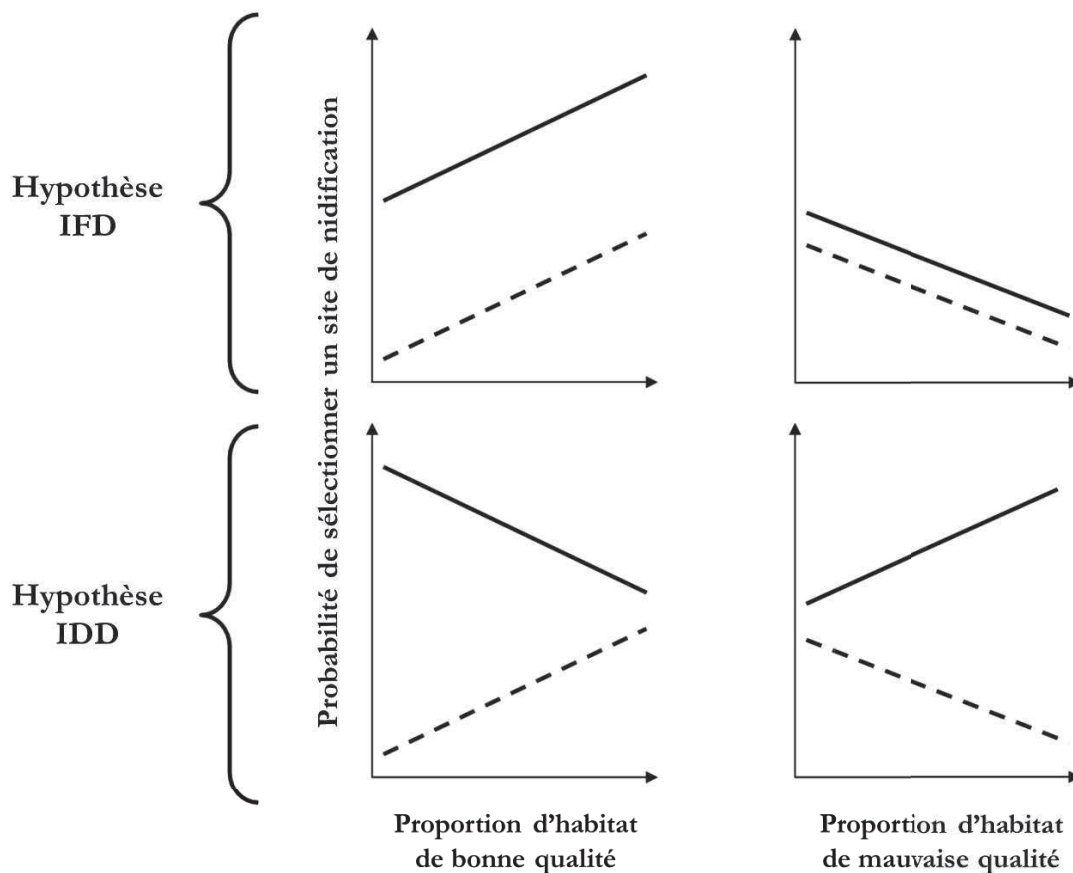 Hypothèse
IFD
Hypothèse
IDD
Probabilité de sélectionner un site de nidification
Proportion d'habitat
de bonne qualité
Proportion d'habitat
de mauvaise qualité